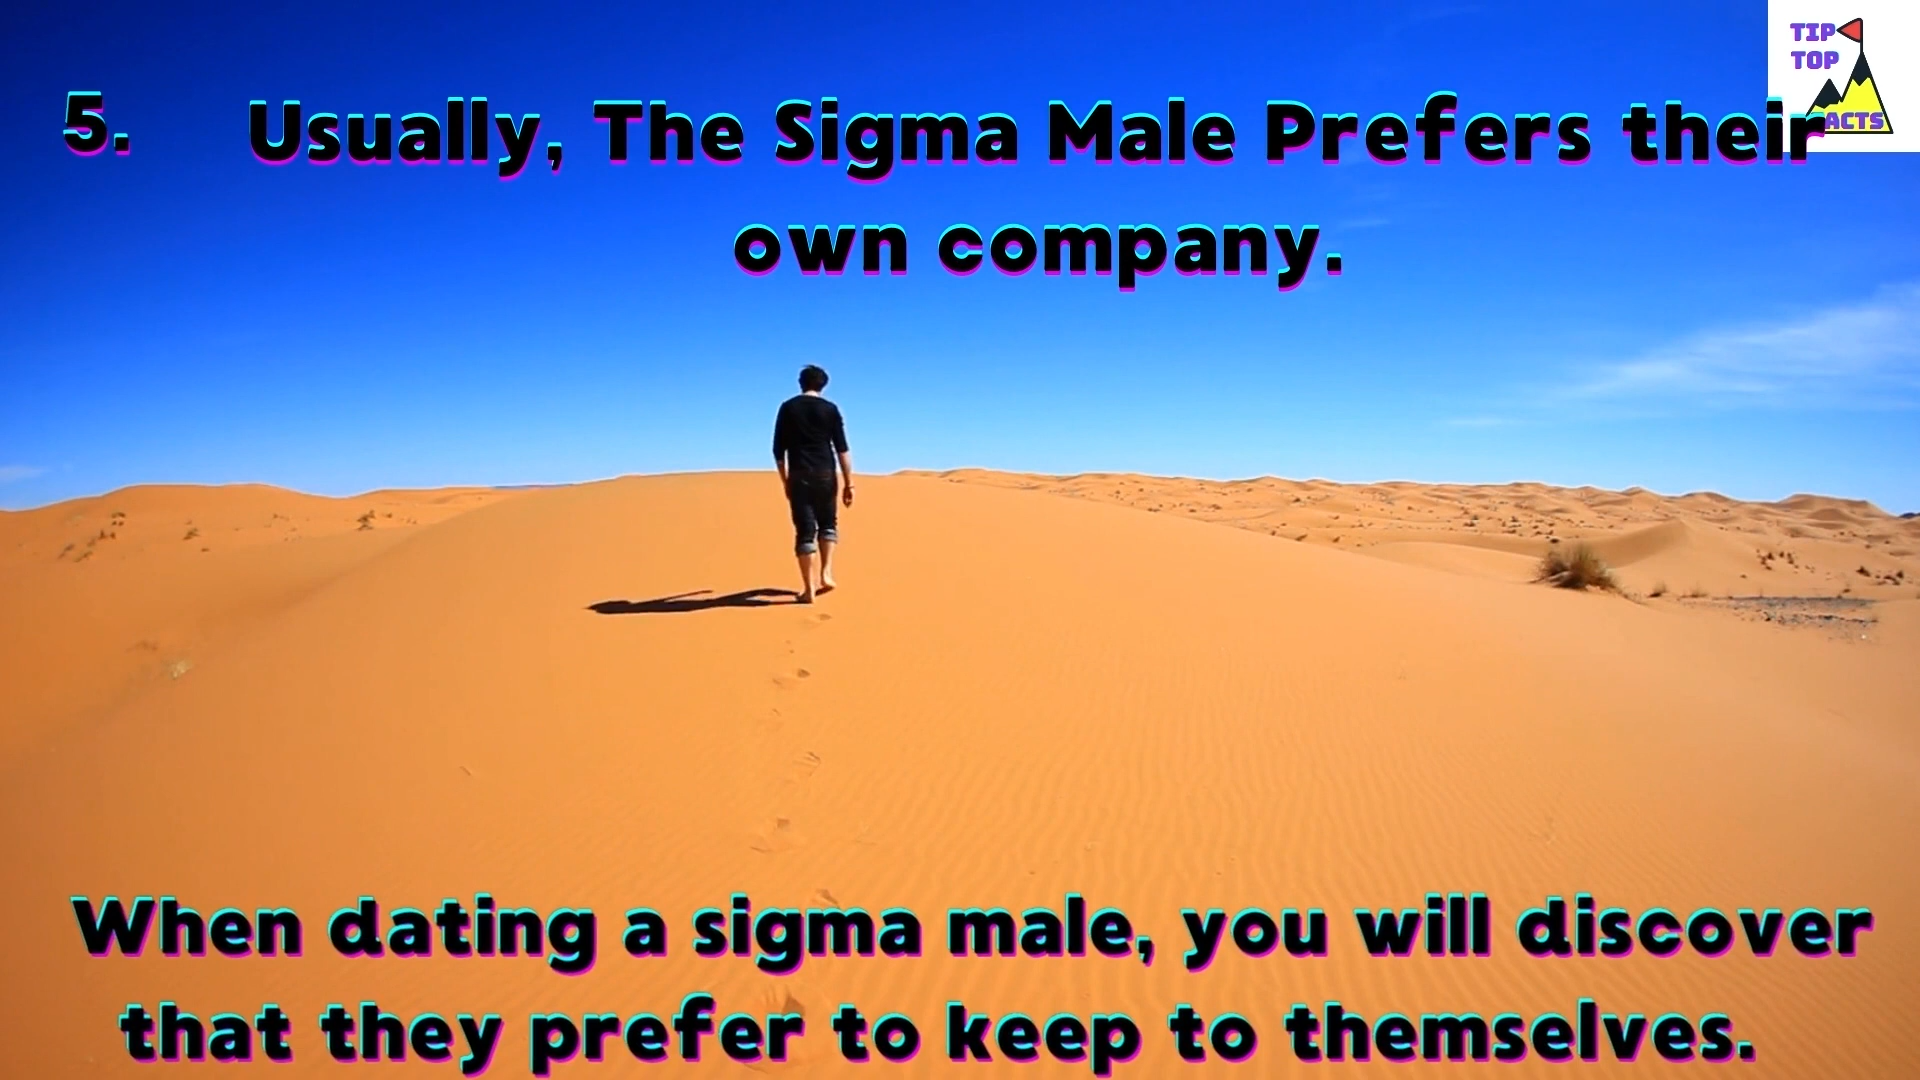 TIP
TOP
ACTS
5. Usually, The Sigma Male Prefers their
own company.
When dating a sigma male, you will discover
that they prefer to keep to themselves.